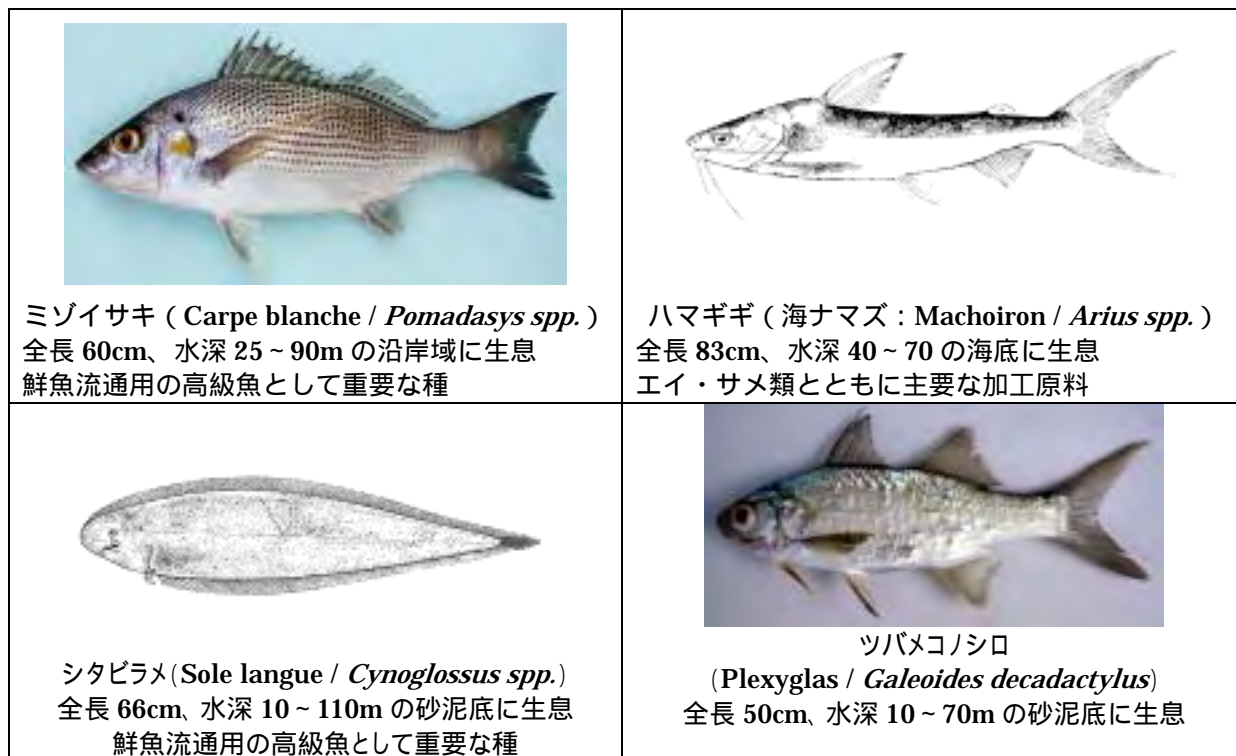 ミゾイサキ ( Carpe blanche / Pomadasys spp. )
全長 60cm、水深 25 ~ 90m の沿岸域に生息
鮮魚流通用の高級魚として重要な種
ハマギギ ( 海ナマズ : Machoiron / Arius spp. )
全長 83cm、水深 40 ~ 70 の海底に生息
エイ・サメ類とともに主要な加工原料
シタビラメ(Sole langue / Cynoglossus spp.)
全長 66cm、水深 10 ~ 110m の砂泥底に生息
鮮魚流通用の高級魚として重要な種
ツバメコノシロ
(Plexyglas / Galeoides decadactylus)
全長 50cm、水深 10 ~ 70m の砂泥底に生息